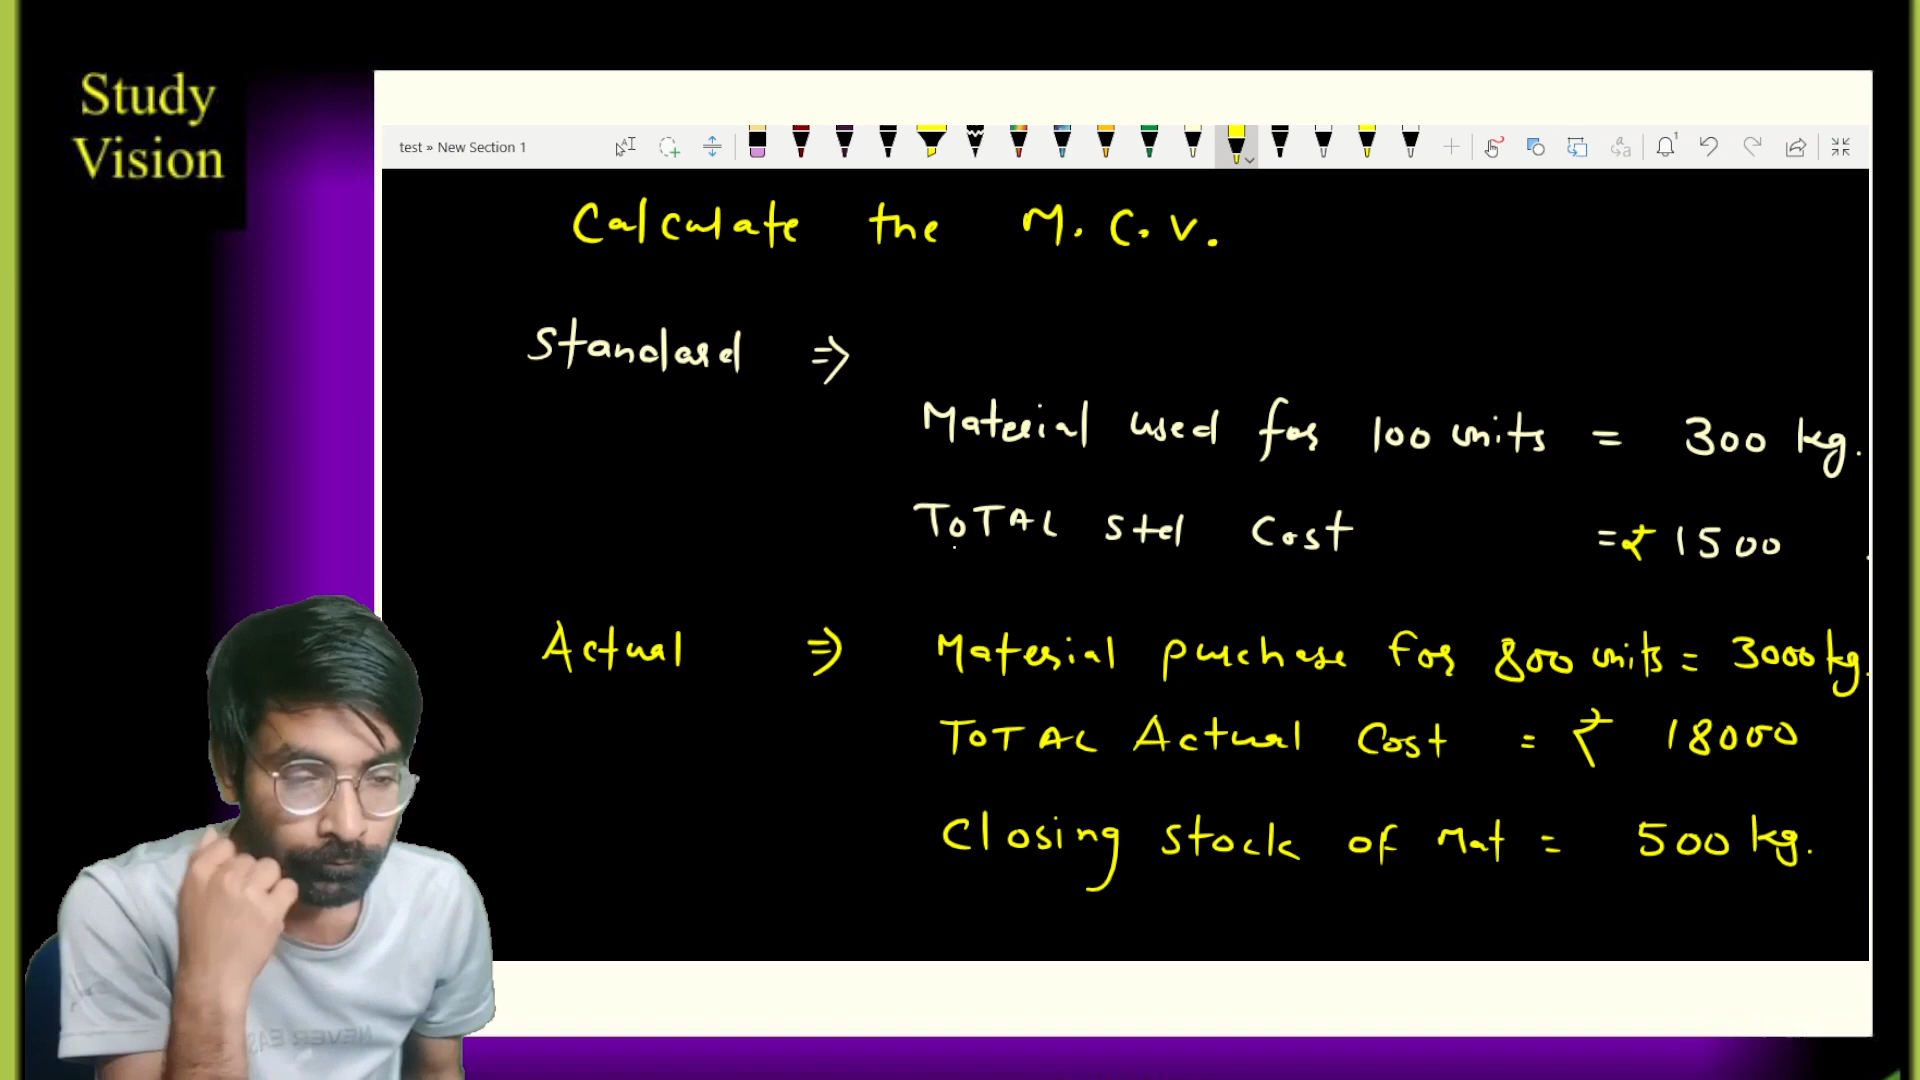 Study
Vision
test » New Section 1
Calculate the M.C.V.
Standard ⇒
Material used for 100 units = 300 kg.
TOTAL Std Cost = ₹ 1500
Actual ⇒ Material purchase for 800 units = 3000 kg.
TOTAL Actual Cost = ₹ 18000
Closing Stock of Mat = 500 kg.